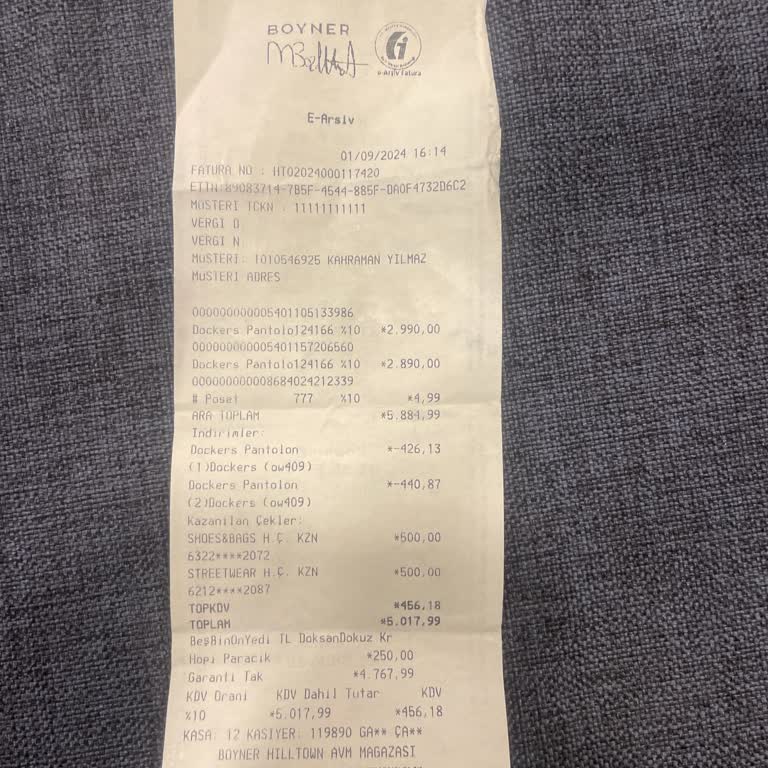 BOYNER
e-Arşiv Fatura
E-Arsiv
01/09/2024 16:14
FATURA NO : HT02024000117420
ETTN:89083714-7B5F-4544-8B5F-DA0F4732D6C2
MüSTERI TCKN : 11111111111
VERGI D
VERGI N
MüSTERI: 1010546925 KAHRAMAN YILMAZ
MüSTERI ADRES
000000000005401105133986
Dockers Pantolo124166 %10 *2.990,00
000000000005401157206560
Dockers Pantolo124166 %10 *2.890,00
000000000008684024212339
# Poset 777 %10 *4,99
ARA TOPLAM *5.884,99
Indirimler:
Dockers Pantolon *-426,13
(1)Dockers (ow409)
Dockers Pantolon *-440,87
(2)Dockers (ow409)
Kazanilan Çekler:
SHOES&BAGS H.Ç. KZN *500,00
6322****2072
STREETWEAR H.Ç. KZN *500,00
6212****2087
TOPKDV *456,18
TOPLAM *5.017,99
BeşBinOnYedi TL DoksanDokuz Kr
Hopi Paracik *250,00
Garanti Tak *4.767,99
KDV Orani KDV Dahil Tutar KDV
%10 *5.017,99 *456,18
KASA: 12 KASIYER: 119890 GA** ÇA**
BOYNER HILLTOWN AVM MAGAZASI